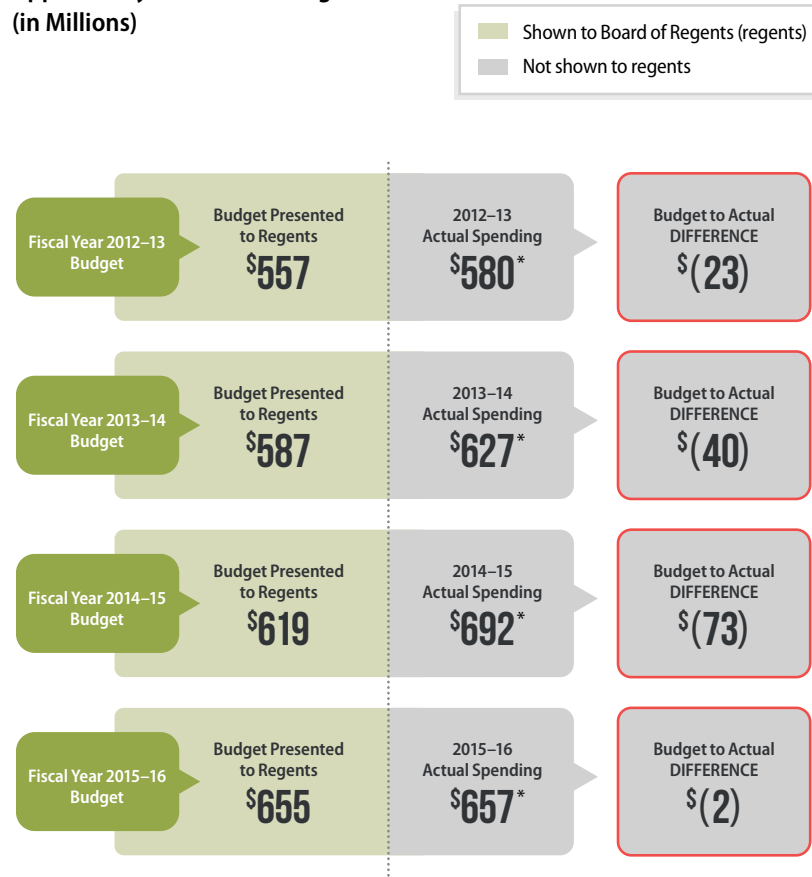 (in Millions)
Shown to Board of Regents (regents)
Not shown to regents
Fiscal Year 2012–13
Budget
Budget Presented
to Regents
$557
2012–13
Actual Spending
$580*
Budget to Actual
DIFFERENCE
$(23)
Fiscal Year 2013–14
Budget
Budget Presented
to Regents
$587
2013–14
Actual Spending
$627*
Budget to Actual
DIFFERENCE
$(40)
Fiscal Year 2014–15
Budget
Budget Presented
to Regents
$619
2014–15
Actual Spending
$692*
Budget to Actual
DIFFERENCE
$(73)
Fiscal Year 2015–16
Budget
Budget Presented
to Regents
$655
2015–16
Actual Spending
$657*
Budget to Actual
DIFFERENCE
$(2)